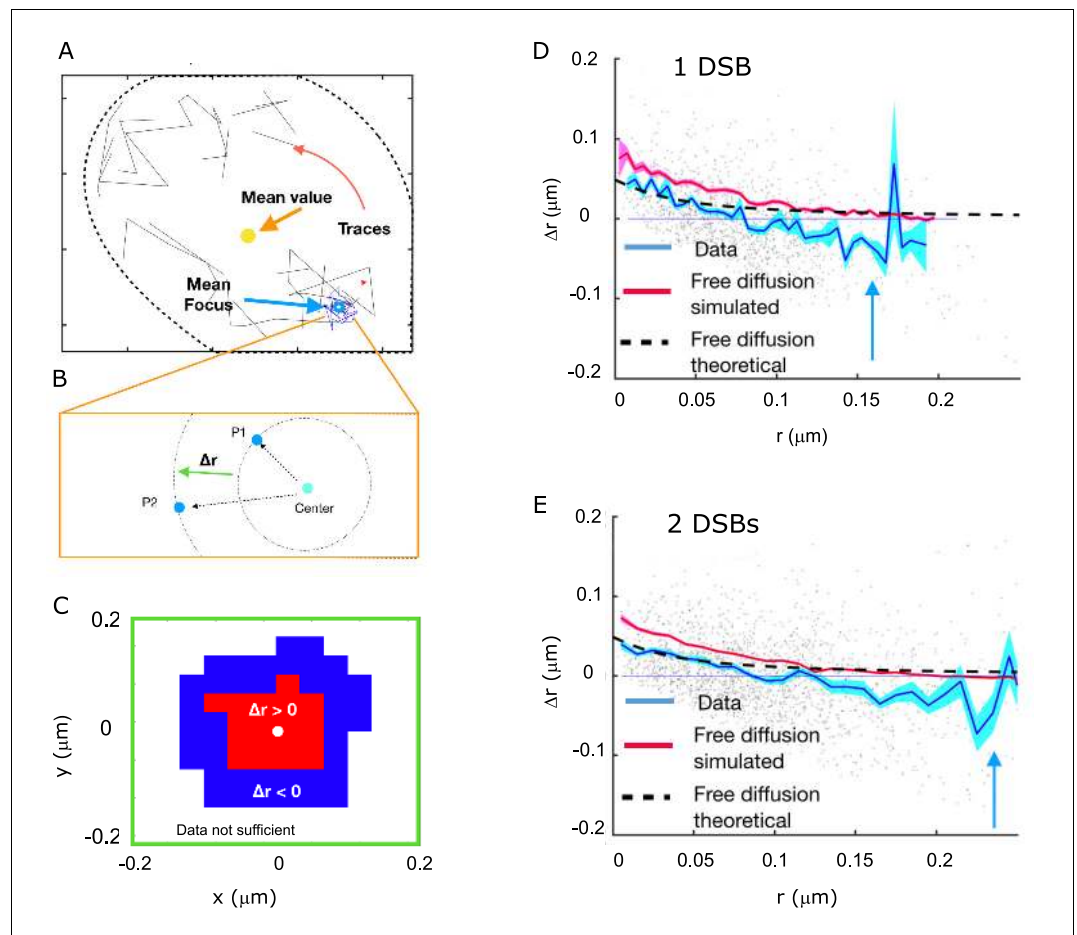 A
Mean value
Traces
Mean
Focus
B
P1
Δr
P2
Center
C
0.2
0
-0.2
y (μm)
Δr > 0
Δr < 0
Data not sufficient
-0.2
0
0.2
x (μm)
D
1 DSB
0.2
0.1
0
-0.1
-0.2
Δr (μm)
Data
Free diffusion
simulated
Free diffusion
theoretical
0
0.05
0.1
0.15
0.2
r (μm)
E
2 DSBs
0.2
0.1
0
-0.1
-0.2
Δr (μm)
Data
Free diffusion
simulated
Free diffusion
theoretical
0
0.05
0.1
0.15
0.2
r (μm)